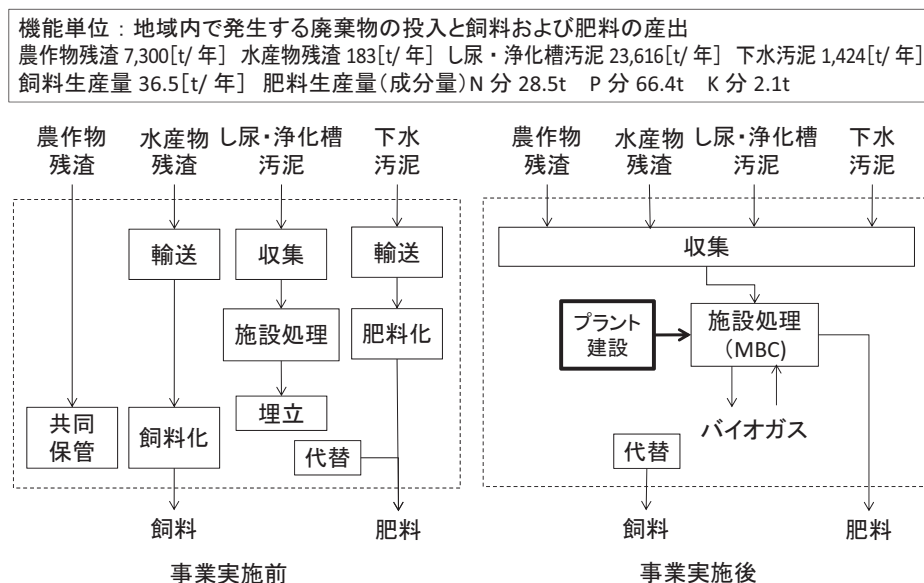 機能単位：地域内で発生する廃棄物の投入と飼料および肥料の産出
農作物残渣 7,300[t/年] 水産物残渣 183[t/年] し尿・浄化槽汚泥 23,616[t/年] 下水汚泥 1,424[t/年]
飼料生産量 36.5[t/年] 肥料生産量（成分量）N 分 28.5t P 分 66.4t K 分 2.1t
農作物
残渣
水産物
残渣
し尿・浄化槽
汚泥
下水
汚泥
輸送
収集
輸送
施設処理
肥料化
共同
保管
飼料化
埋立
代替
飼料
肥料
事業実施前
農作物
残渣
水産物
残渣
し尿・浄化槽
汚泥
下水
汚泥
収集
プラント
建設
施設処理
(MBC)
バイオガス
代替
飼料
肥料
事業実施後